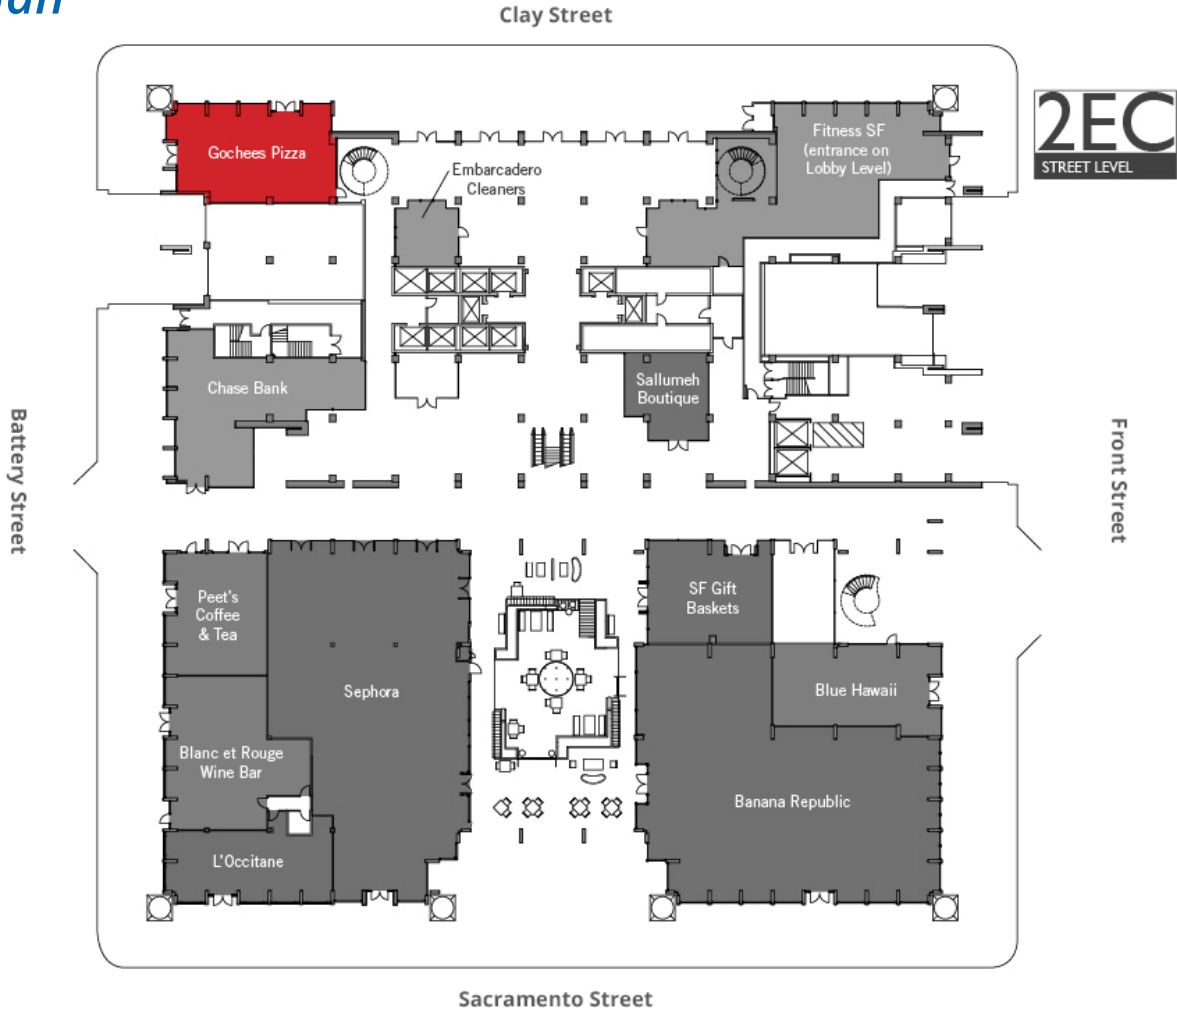 Clay Street
2EC
STREET LEVEL
Gochees Pizza
Embarcadero
Cleaners
Fitness SF
(entrance on
Lobby Level)
Chase Bank
Sallumeh
Boutique
Battery Street
Front Street
Peet's
Coffee
& Tea
SF Gift
Baskets
Sephora
Blue Hawaii
Blanc et Rouge
Wine Bar
Banana Republic
L'Occitane
Sacramento Street